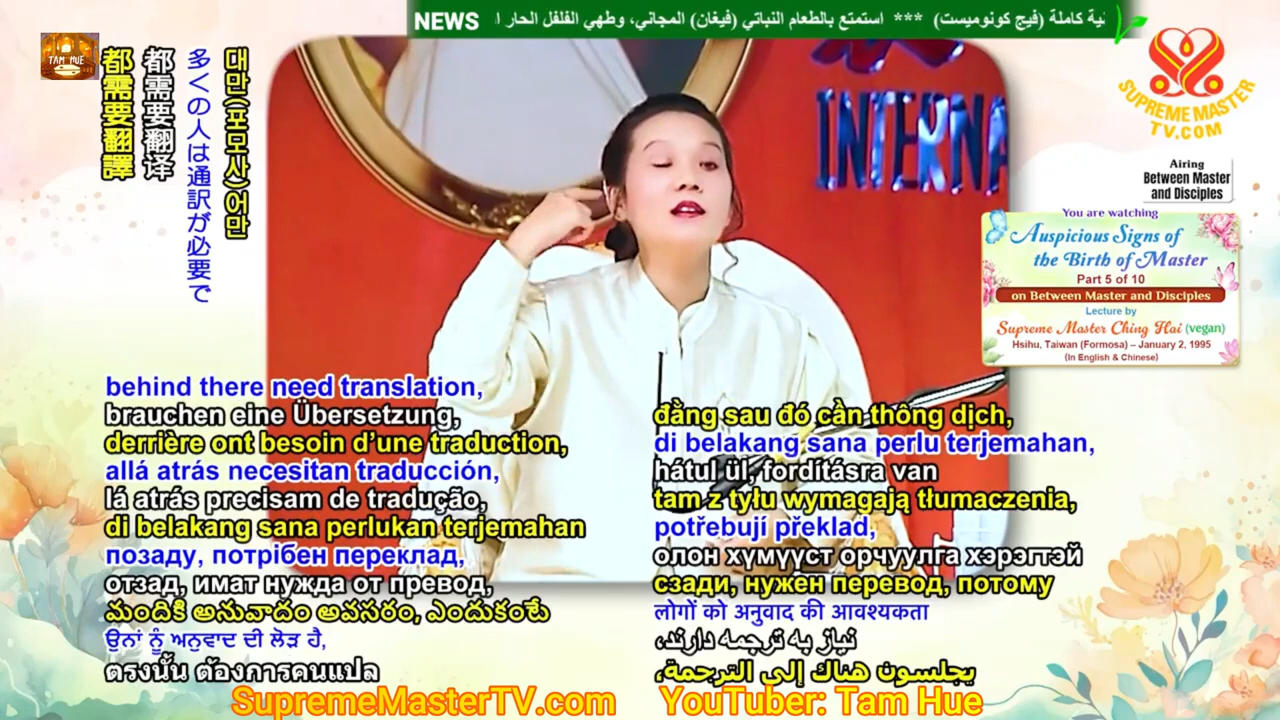 NEWS
ية كاملة (فيج كونوميست) *** استمتع بالطعام النباتي (فيغان) المجاني، وطهي الفلفل الحار ا
TAM HUE
都需要翻譯
都需要翻译
多くの人は通訳が必要で
대만(포모사)어만
INTERNA
SUPREME MASTER
TV.COM
Airing
Between Master
and Disciples
You are watching
Auspicious Signs of
the Birth of Master
Part 5 of 10
on Between Master and Disciples
Lecture by
Supreme Master Ching Hai (vegan)
Hsihu, Taiwan (Formosa) – January 2, 1995
(In English & Chinese)
behind there need translation,
brauchen eine Übersetzung,
derrière ont besoin d’une traduction,
allá atrás necesitan traducción,
lá atrás precisam de tradução,
di belakang sana perlukan terjemahan
позаду, потрібен переклад,
отзад, имат нужда от превод,
మందికి అనువాదం అవసరం, ఎందుకంటే
ਉਨਾਂ ਨੂੰ ਅਨੁਵਾਦ ਦੀ ਲੋੜ ਹੈ,
ตรงนั้น ต้องการคนแปล
đằng sau đó cần thông dịch,
di belakang sana perlu terjemahan,
hátul ül, fordításra van
tam z tyłu wymagają tłumaczenia,
potřebují překlad,
олон хүмүүст орчуулга хэрэгтэй
сзади, нужен перевод, потому
लोगों को अनुवाद की आवश्यकता
نیاز به ترجمه دارند،
يجلسون هناك إلى الترجمة،
SupremeMasterTV.com
YouTuber: Tam Hue